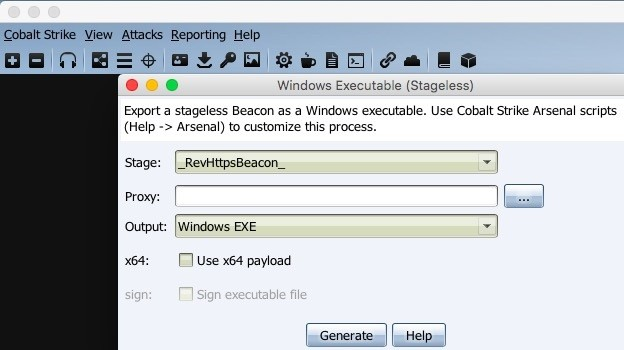 Cobalt Strike View Attacks Reporting Help
Windows Executable (Stageless)
Export a stageless Beacon as a Windows executable. Use Cobalt Strike Arsenal scripts
(Help -> Arsenal) to customize this process.
Stage: _RevHttpsBeacon_
Proxy: ...
Output: Windows EXE
x64: Use x64 payload
sign: Sign executable file
Generate Help